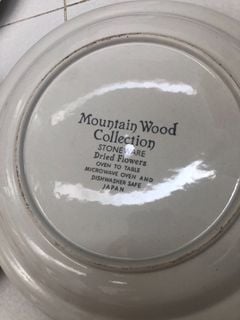 Mountain Wood
Collection
STONEWARE
Dried Flowers
OVEN TO TABLE
MICROWAVE OVEN AND
DISHWASHER SAFE
JAPAN